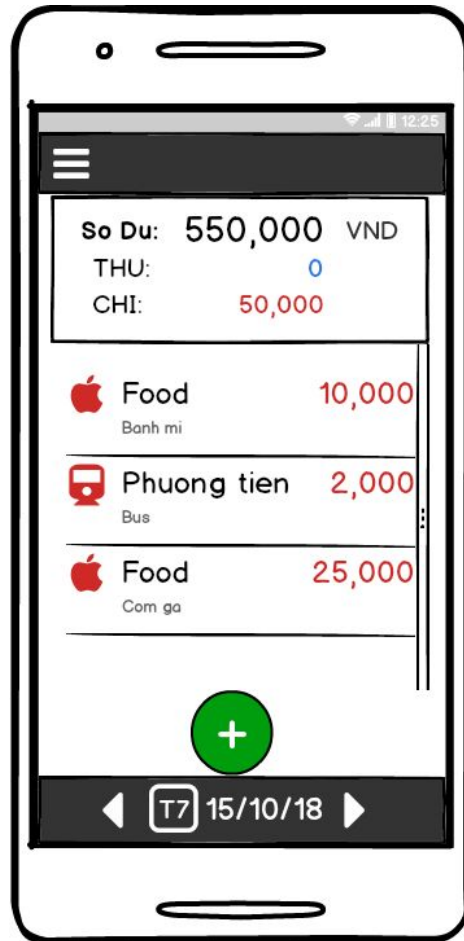 12:25
So Du: 550,000 VND
THU: 0
CHI: 50,000
Food 10,000
Banh mi
Phuong tien 2,000
Bus
Food 25,000
Com ga
+
T7 15/10/18